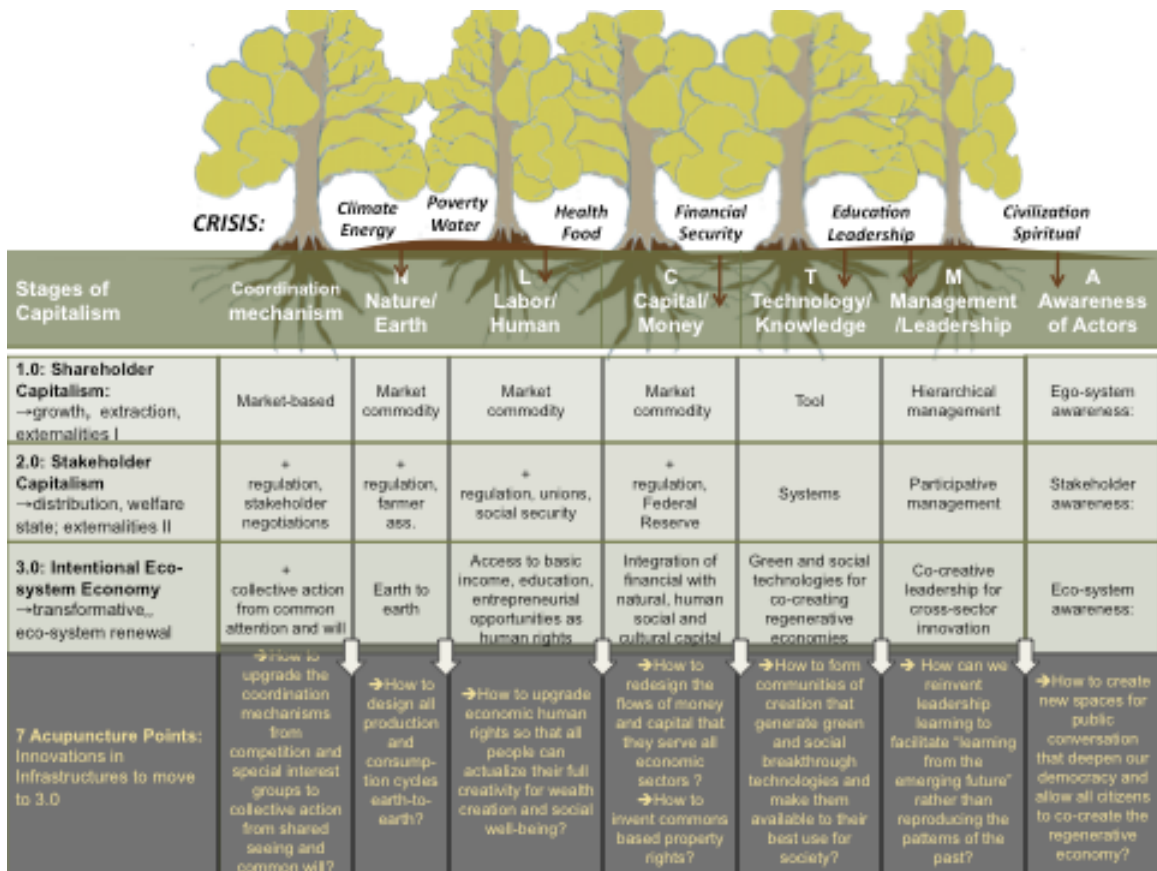 CRISIS:
Climate
Energy
Poverty
Water
Health
Food
Financial
Security
Education
Leadership
Civilization
Spiritual
Stages of
Capitalism
Coordination
mechanism
N
Nature/
Earth
L
Labor/
Human
C
Capital/
Money
T
Technology/
Knowledge
M
Management
/Leadership
A
Awareness
of Actors
1.0: Shareholder
Capitalism:
→growth, extraction,
externalities I
Market-based
Market
commodity
Market
commodity
Market
commodity
Tool
Hierarchical
management
Ego-system
awareness:
2.0: Stakeholder
Capitalism
→distribution, welfare
state; externalities II
+
regulation,
stakeholder
negotiations
+
regulation,
farmer
ass.
+
regulation, unions,
social security
+
regulation,
Federal
Reserve
Systems
Participative
management
Stakeholder
awareness:
3.0: Intentional Eco-
system Economy
→transformative,,
eco-system renewal
+
collective action
from common
attention and will
Earth to
earth
Access to basic
income, education,
entrepreneurial
opportunities as
human rights
Integration of
financial with
natural, human
social and
cultural capital
Green and social
technologies for
co-creating
regenerative
economies
Co-creative
leadership for
cross-sector
innovation
Eco-system
awareness:
7 Acupuncture Points:
Innovations in
Infrastructures to move
to 3.0
➔How to
upgrade the
coordination
mechanisms
from
competition and
special interest
groups to
collective action
from shared
seeing and
common will?
➔How to
design all
production
and
consump-
tion cycles
earth-to-
earth?
➔How to upgrade
economic human
rights so that all
people can
actualize their full
creativity for wealth
creation and social
well-being?
➔How to
redesign the
flows of money
and capital that
they serve all
economic
sectors ?
➔How to
invent commons
based property
rights?
➔How to form
communities of
creation that
generate green
and social
breakthrough
technologies and
make them
available to their
best use for
society?
➔ How can we
reinvent
leadership
learning to
facilitate "learning
from the
emerging future"
rather than
reproducing the
patterns of the
past?
➔How to create
new spaces for
public
conversation
that deepen our
democracy and
allow all citizens
to co-create the
regenerative
economy?